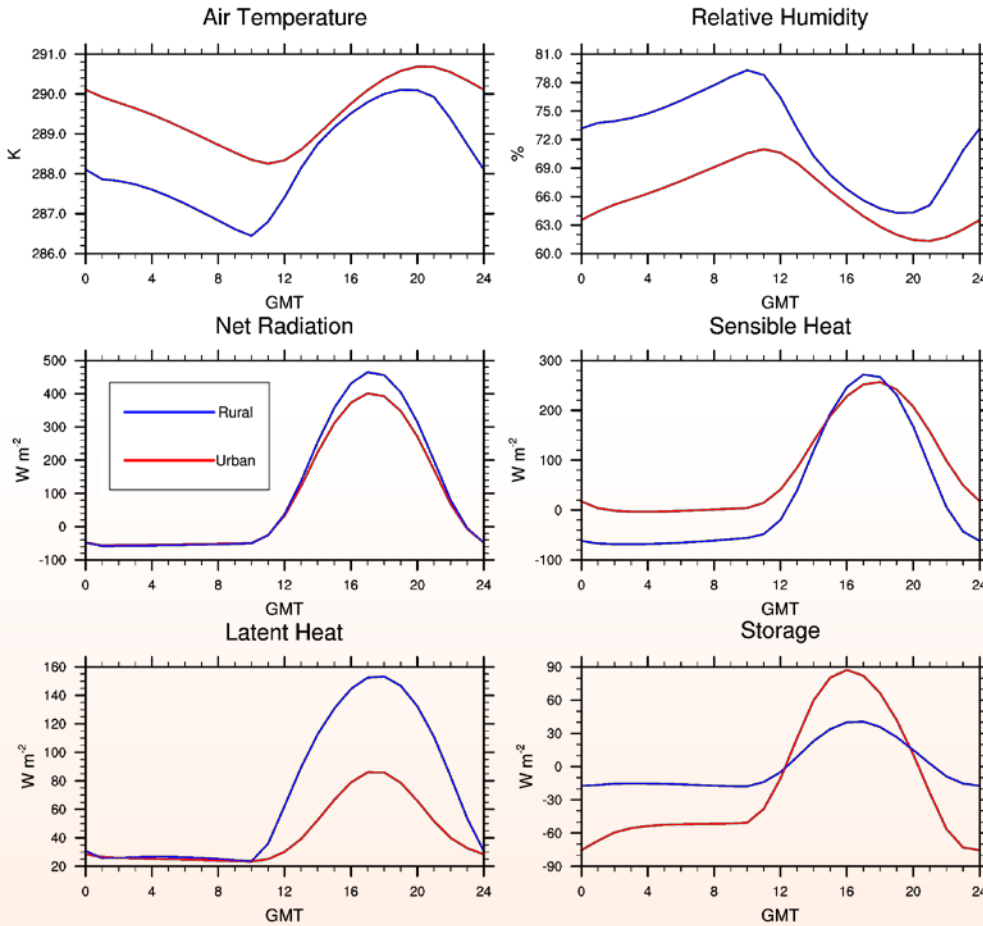 Air Temperature
291.0
290.0
289.0
288.0
287.0
286.0
K
0 4 8 12 16 20 24
GMT
Relative Humidity
81.0
78.0
75.0
72.0
69.0
66.0
63.0
60.0
%
0 4 8 12 16 20 24
GMT
Net Radiation
500
400
300
200
100
0
-100
W m⁻²
Rural
Urban
0 4 8 12 16 20 24
GMT
Sensible Heat
300
200
100
0
-100
W m⁻²
0 4 8 12 16 20 24
GMT
Latent Heat
160
140
120
100
80
60
40
20
W m⁻²
0 4 8 12 16 20 24
GMT
Storage
90
60
30
0
-30
-60
-90
W m⁻²
0 4 8 12 16 20 24
GMT